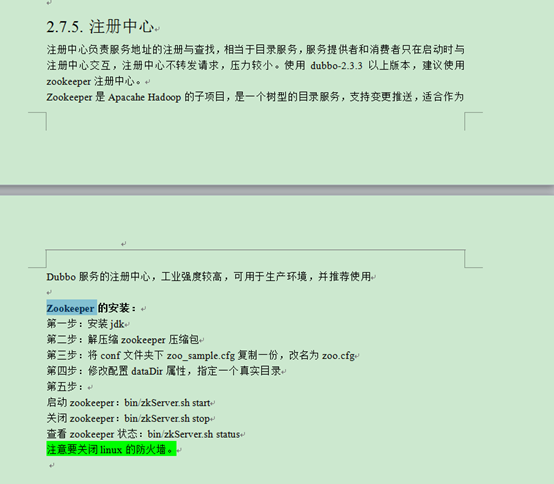 2.7.5. 注册中心
注册中心负责服务地址的注册与查找，相当于目录服务，服务提供者和消费者只在启动时与
注册中心交互，注册中心不转发请求，压力较小。使用 dubbo-2.3.3 以上版本，建议使用
zookeeper 注册中心。
Zookeeper 是 Apacahe Hadoop 的子项目，是一个树型的目录服务，支持变更推送，适合作为
Dubbo 服务的注册中心，工业强度较高，可用于生产环境，并推荐使用
Zookeeper 的安装：
第一步：安装 jdk
第二步：解压缩 zookeeper 压缩包
第三步：将 conf 文件夹下 zoo_sample.cfg 复制一份，改名为 zoo.cfg
第四步：修改配置 dataDir 属性，指定一个真实目录
第五步：
启动 zookeeper：bin/zkServer.sh start
关闭 zookeeper：bin/zkServer.sh stop
查看 zookeeper 状态：bin/zkServer.sh status
注意要关闭 linux 的防火墙。